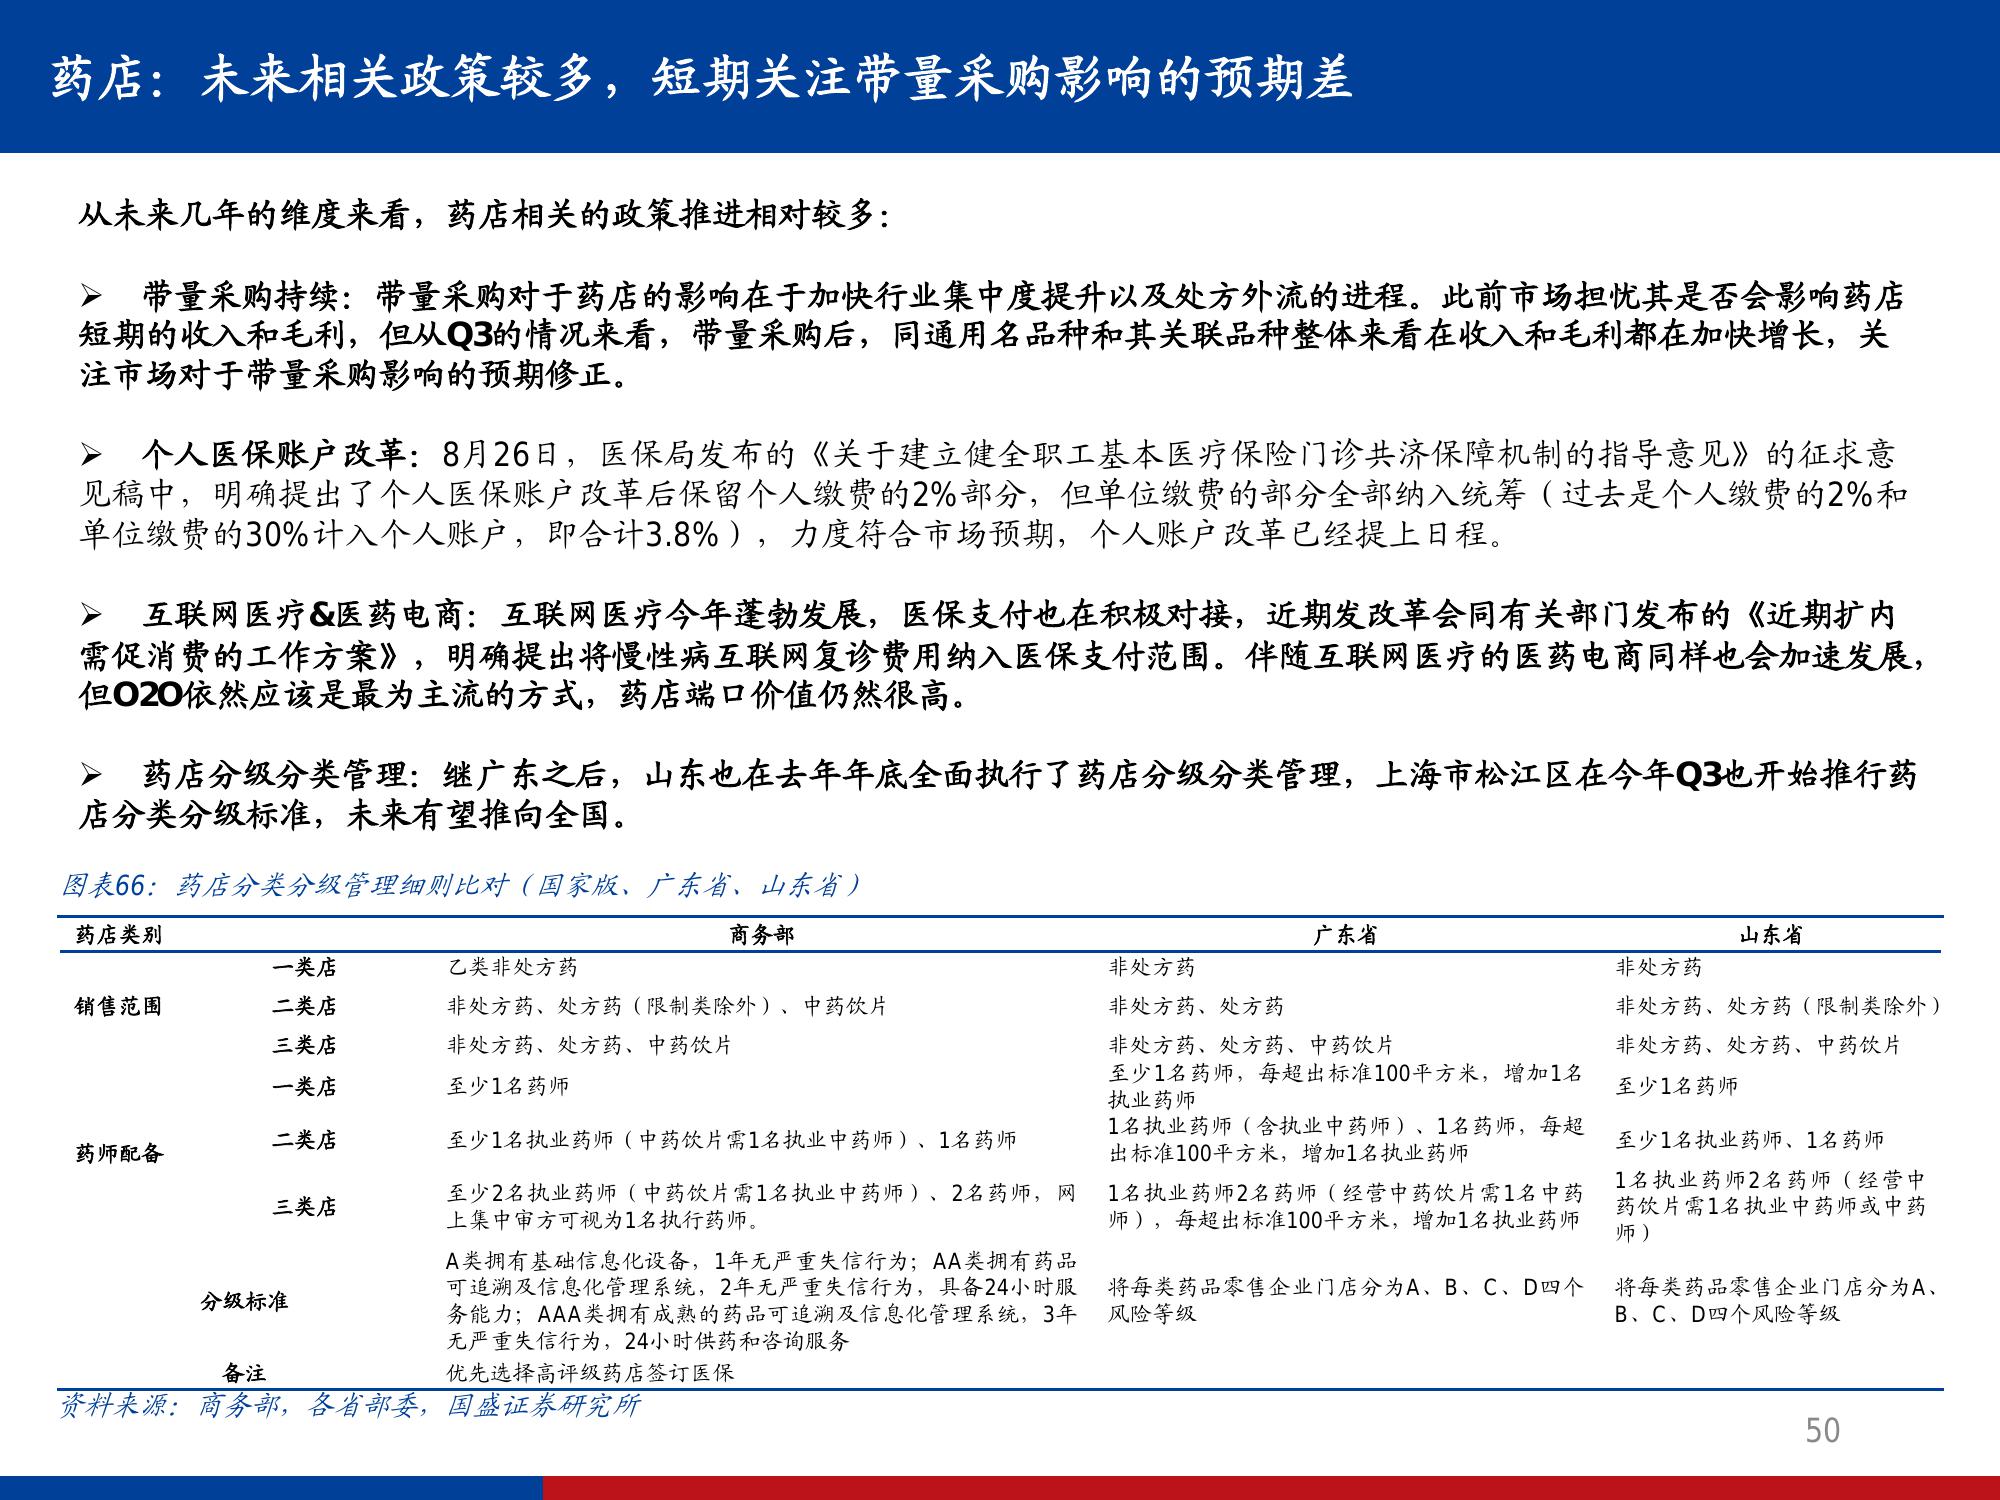 药店：未来相关政策较多，短期关注带量采购影响的预期差
从未来几年的维度来看，药店相关的政策推进相对较多：
➢ 带量采购持续：带量采购对于药店的影响在于加快行业集中度提升以及处方外流的进程。此前市场担忧其是否会影响药店
短期的收入和毛利，但从Q3的情况来看，带量采购后，同通用名品种和其关联品种整体来看在收入和毛利都在加快增长，关
注市场对于带量采购影响的预期修正。
➢ 个人医保账户改革：8月26日，医保局发布的《关于建立健全职工基本医疗保险门诊共济保障机制的指导意见》的征求意
见稿中，明确提出了个人医保账户改革后保留个人缴费的2%部分，但单位缴费的部分全部纳入统筹（过去是个人缴费的2%和
单位缴费的30%计入个人账户，即合计3.8%），力度符合市场预期，个人账户改革已经提上日程。
➢ 互联网医疗&医药电商：互联网医疗今年蓬勃发展，医保支付也在积极对接，近期发改革会同有关部门发布的《近期扩内
需促消费的工作方案》，明确提出将慢性病互联网复诊费用纳入医保支付范围。伴随互联网医疗的医药电商同样也会加速发展，
但O2O依然应该是最为主流的方式，药店端口价值仍然很高。
➢ 药店分级分类管理：继广东之后，山东也在去年年底全面执行了药店分级分类管理，上海市松江区在今年Q3也开始推行药
店分类分级标准，未来有望推向全国。
图表66：药店分类分级管理细则比对（国家版、广东省、山东省）
药店类别 商务部 广东省 山东省
一类店 乙类非处方药 非处方药 非处方药
销售范围 二类店 非处方药、处方药（限制类除外）、中药饮片 非处方药、处方药 非处方药、处方药（限制类除外）
三类店 非处方药、处方药、中药饮片 非处方药、处方药、中药饮片 非处方药、处方药、中药饮片
一类店 至少1名药师 至少1名药师，每超出标准100平方米，增加1名
执业药师 至少1名药师
药师配备 二类店 至少1名执业药师（中药饮片需1名执业中药师）、1名药师 1名执业药师（含执业中药师）、1名药师，每超
出标准100平方米，增加1名执业药师 至少1名执业药师、1名药师
三类店 至少2名执业药师（中药饮片需1名执业中药师）、2名药师，网
上集中审方可视为1名执行药师。 1名执业药师2名药师（经营中药饮片需1名中药
师），每超出标准100平方米，增加1名执业药师 1名执业药师2名药师（经营中
药饮片需1名执业中药师或中药
师）
分级标准 A类拥有基础信息化设备，1年无严重失信行为；AA类拥有药品
可追溯及信息化管理系统，2年无严重失信行为，具备24小时服
务能力；AAA类拥有成熟的药品可追溯及信息化管理系统，3年
无严重失信行为，24小时供药和咨询服务 将每类药品零售企业门店分为A、B、C、D四个
风险等级 将每类药品零售企业门店分为A、
B、C、D四个风险等级
备注 优先选择高评级药店签订医保
资料来源：商务部，各省部委，国盛证券研究所
50